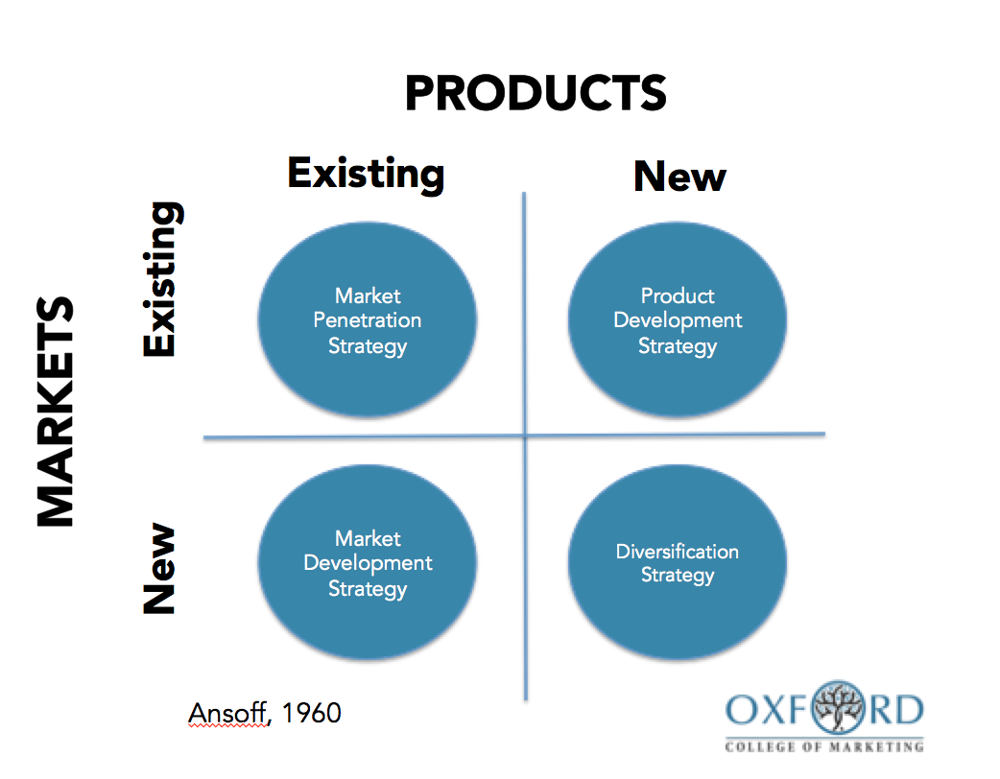 PRODUCTS
Existing
New
MARKETS
Existing
New
Market
Penetration
Strategy
Product
Development
Strategy
Market
Development
Strategy
Diversification
Strategy
Ansoff, 1960
OXFORD
COLLEGE OF MARKETING